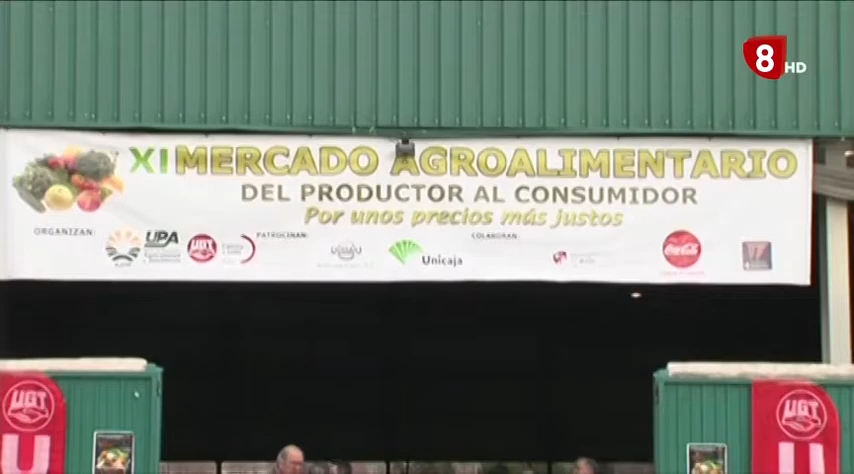 8 HD
XI MERCADO AGROALIMENTARIO
DEL PRODUCTOR AL CONSUMIDOR
Por unos precios más justos
ORGANIZAN:
PATROCINAN:
COLABORAN:
UPA
UGT
Unicaja
Coca-Cola
UGT
UGT
U
U